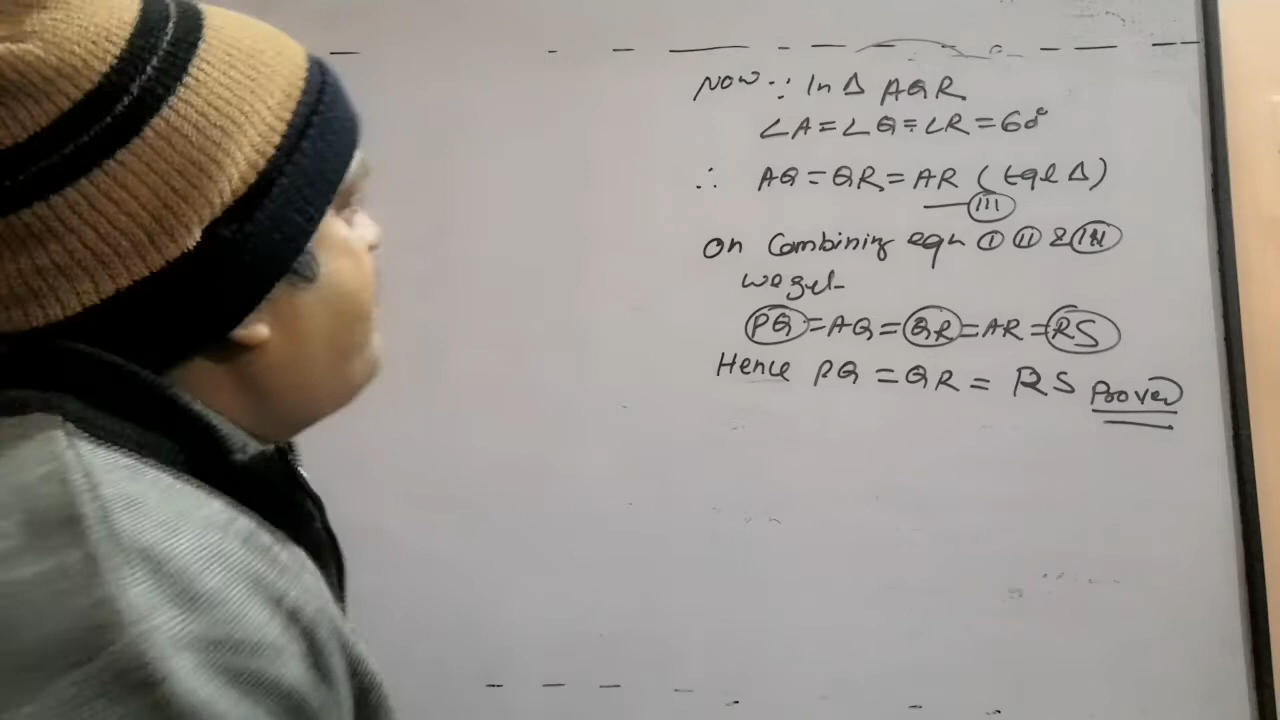 Now ∵ In Δ AQR
∠A = ∠Q = ∠R = 60°
∴ AQ = QR = AR (Eql Δ)
III
On Combining eqn I II & III
we get
PQ = AQ = QR = AR = RS
Hence PQ = QR = RS Proved